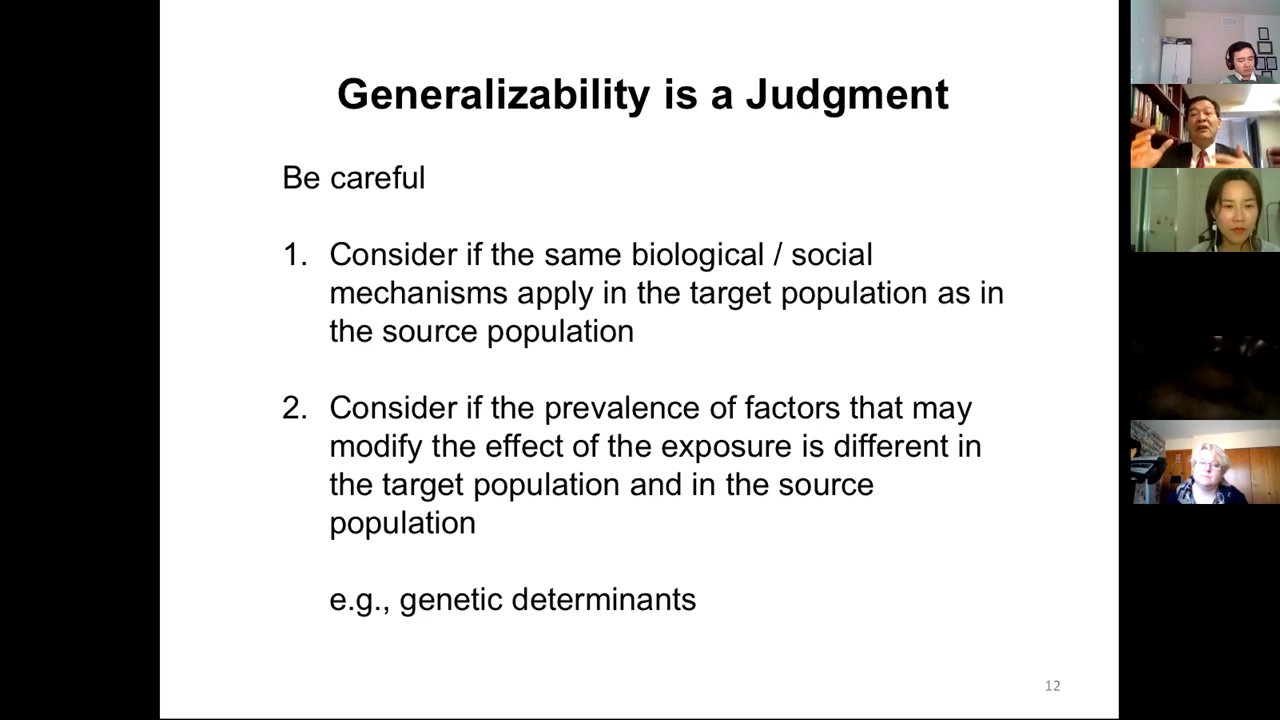 Generalizability is a Judgment
Be careful
1. Consider if the same biological / social
mechanisms apply in the target population as in
the source population
2. Consider if the prevalence of factors that may
modify the effect of the exposure is different in
the target population and in the source
population
e.g., genetic determinants
12